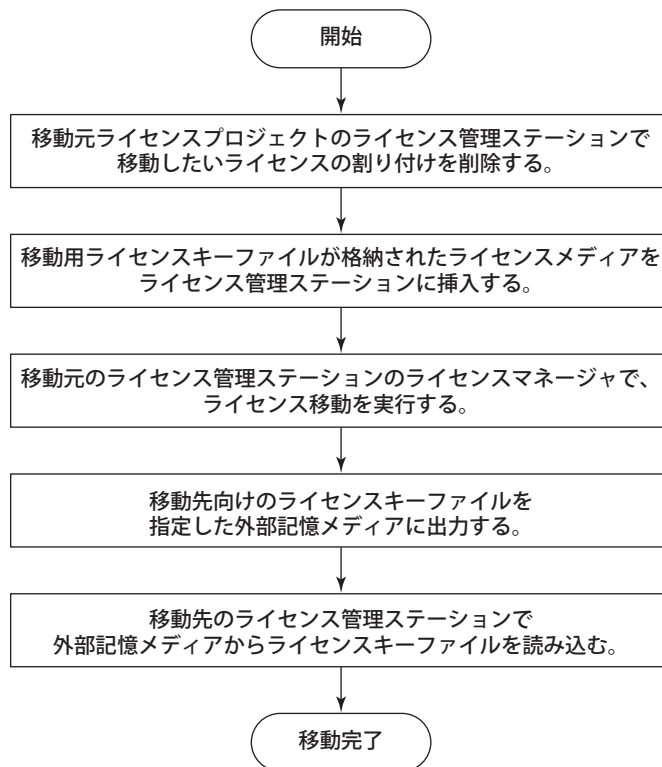 開始
移動元ライセンスプロジェクトのライセンス管理ステーションで
移動したいライセンスの割り付けを削除する。
移動用ライセンスキーファイルが格納されたライセンスメディアを
ライセンス管理ステーションに挿入する。
移動元のライセンス管理ステーションのライセンスマネージャで、
ライセンス移動を実行する。
移動先向けのライセンスキーファイルを
指定した外部記憶メディアに出力する。
移動先のライセンス管理ステーションで
外部記憶メディアからライセンスキーファイルを読み込む。
移動完了